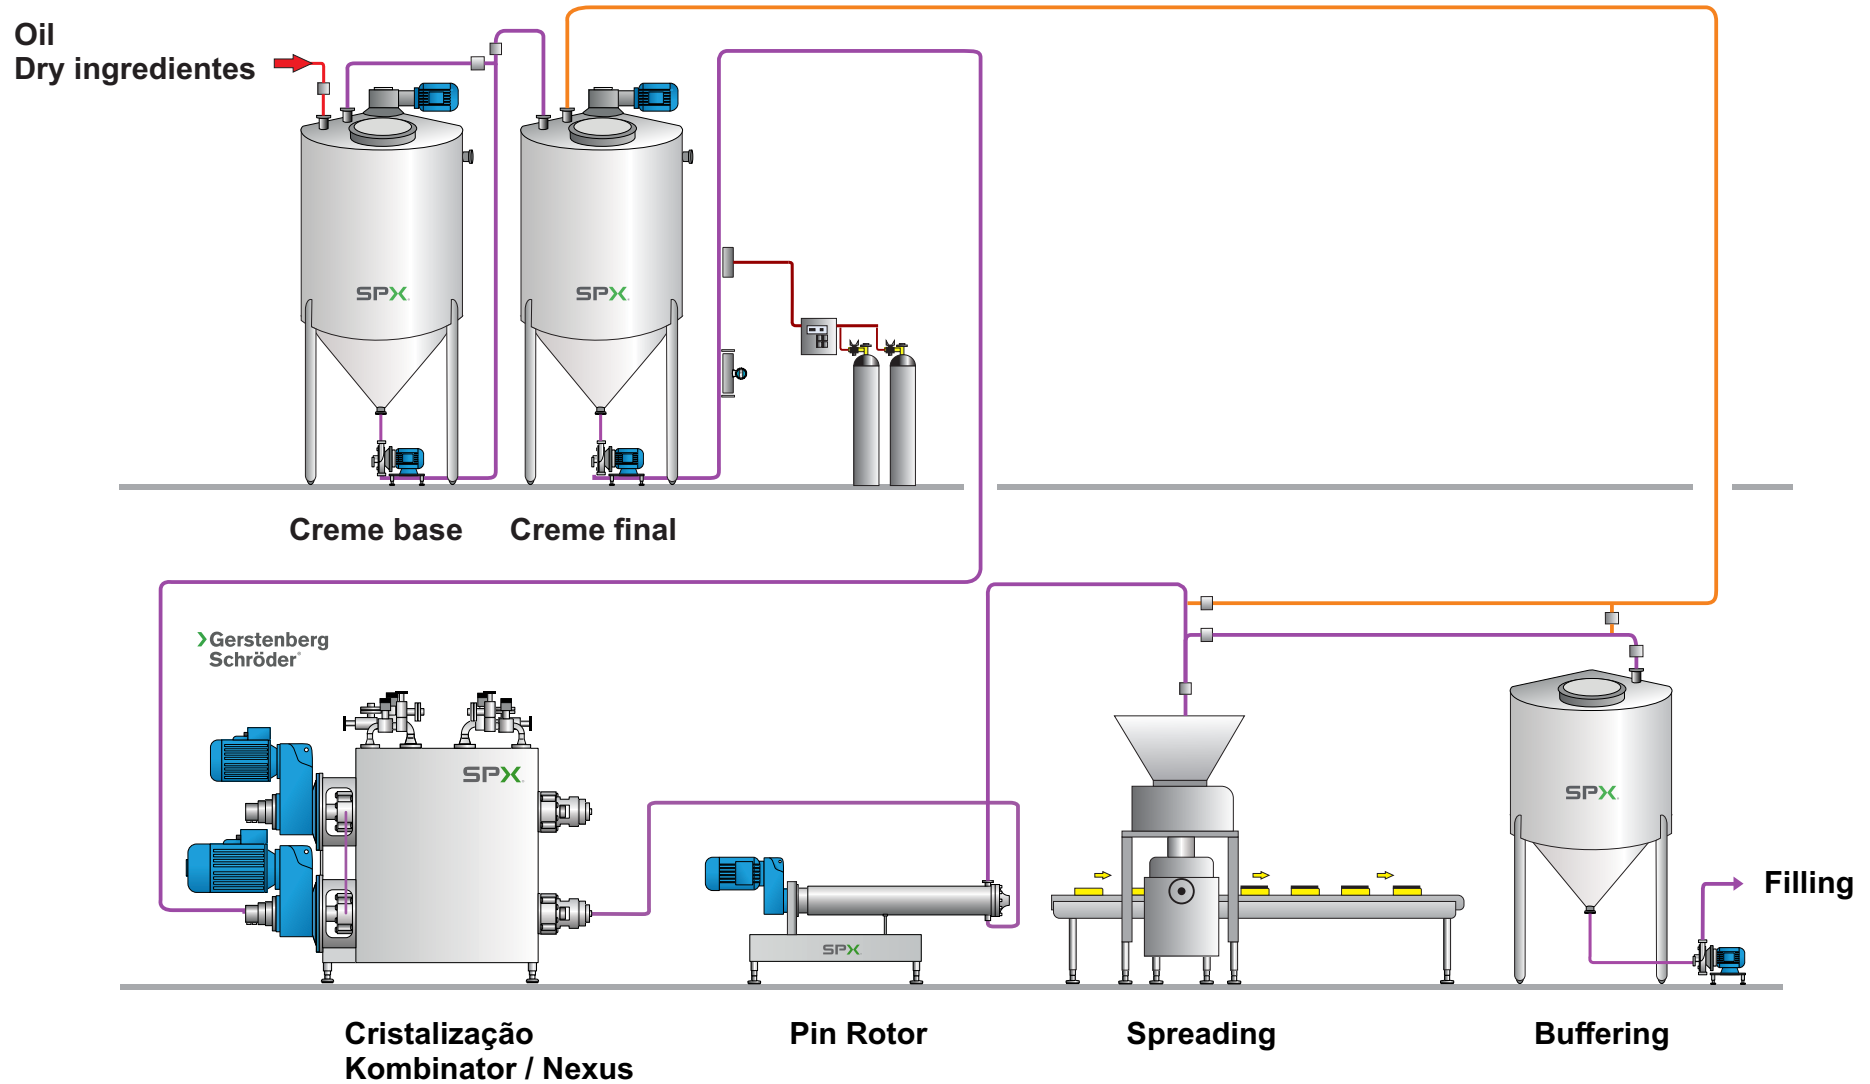 Oil
Dry ingredientes
SPX
SPX
Creme base
Creme final
Gerstenberg
Schröder®
SPX
SPX
SPX
Filling
Cristalização
Kombinator / Nexus
Pin Rotor
Spreading
Buffering